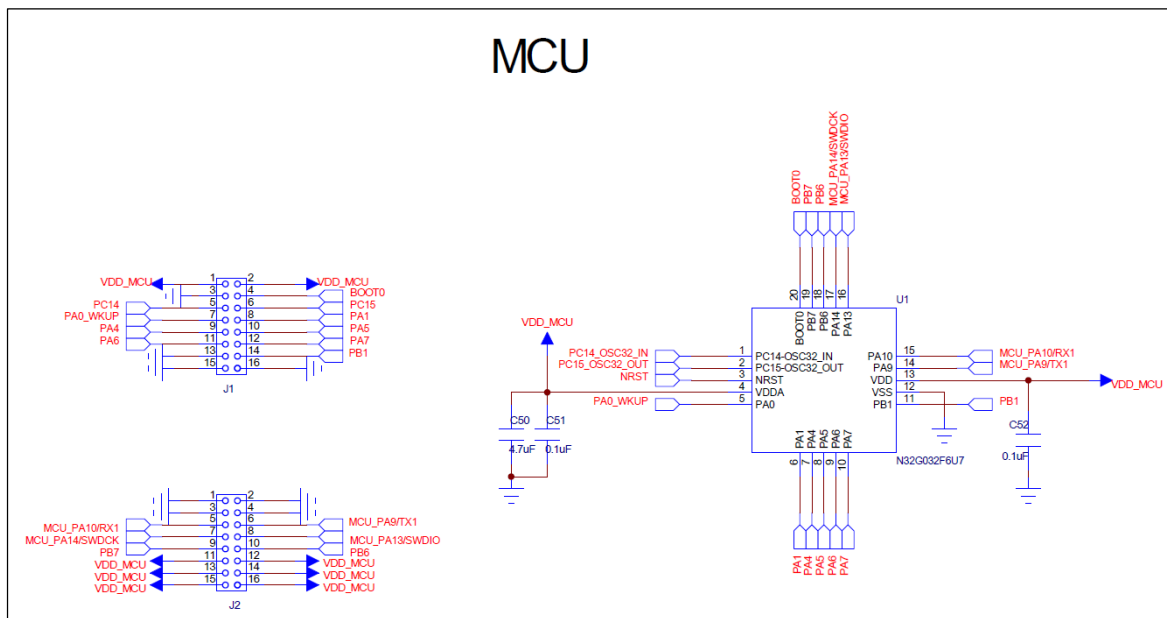 MCU
BOOT0
PB7
PB6
MCU_PA14/SWDCK
MCU_PA13/SWDIO
20
19
18
17
16
U1
BOOT0
PB7
PB6
PA14
PA13
VDD_MCU 1 2 VDD_MCU
3 4 BOOT0
PC14 5 6 PC15
PA0_WKUP 7 8 PA1
PA4 9 10 PA5
PA6 11 12 PA7
13 14 PB1
15 16
J1
VDD_MCU
PC14_OSC32_IN 1 PC14-OSC32_IN
PC15_OSC32_OUT 2 PC15-OSC32_OUT
NRST 3 NRST
4 VDDA
PA0_WKUP 5 PA0
PA10 15 MCU_PA10/RX1
PA9 14 MCU_PA9/TX1
VDD 13 VDD_MCU
VSS 12
PB1 11 PB1
C50
4.7uF
C51
0.1uF
C52
0.1uF
PA1
PA4
PA5
PA6
PA7
N32G032F6U7
6
7
8
9
10
PA1
PA4
PA5
PA6
PA7
1 2
3 4
MCU_PA10/RX1 5 6 MCU_PA9/TX1
MCU_PA14/SWDCK 7 8 MCU_PA13/SWDIO
PB7 9 10 PB6
VDD_MCU 11 12 VDD_MCU
VDD_MCU 13 14 VDD_MCU
VDD_MCU 15 16 VDD_MCU
J2